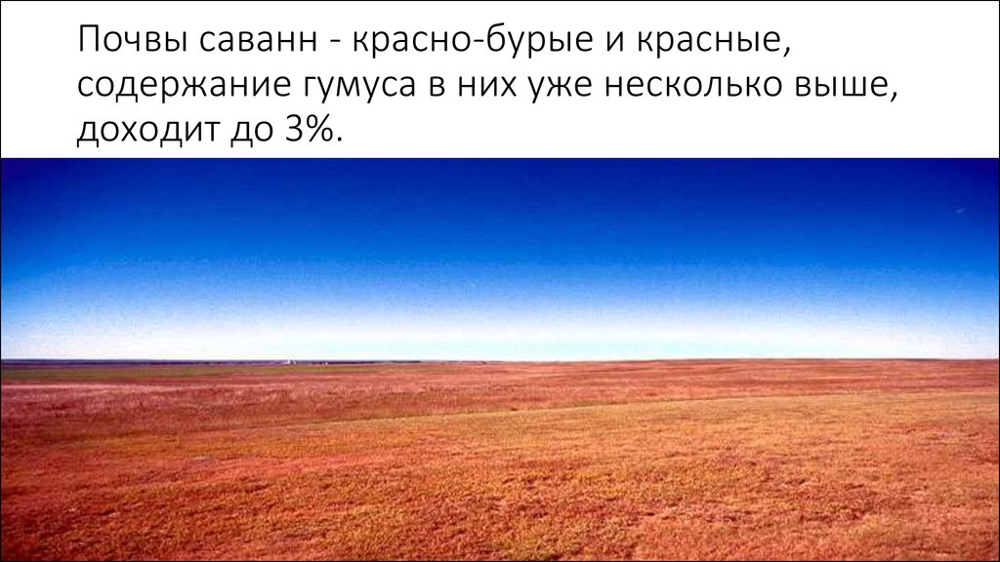 Почвы саванн - красно-бурые и красные,
содержание гумуса в них уже несколько выше,
доходит до 3%.